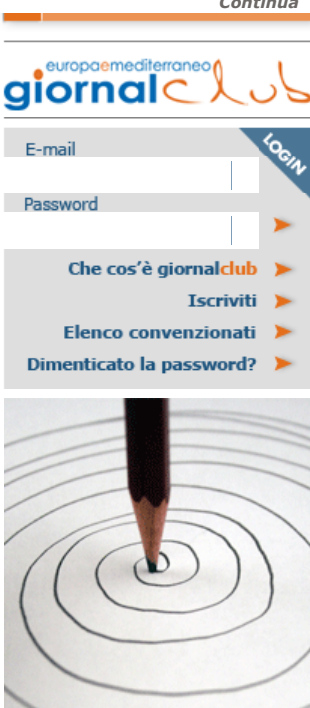 Continua
europaemediterraneo
giornalclub
E-mail
LOGIN
Password
Che cos'è giornalclub
Iscriviti
Elenco convenzionati
Dimenticato la password?